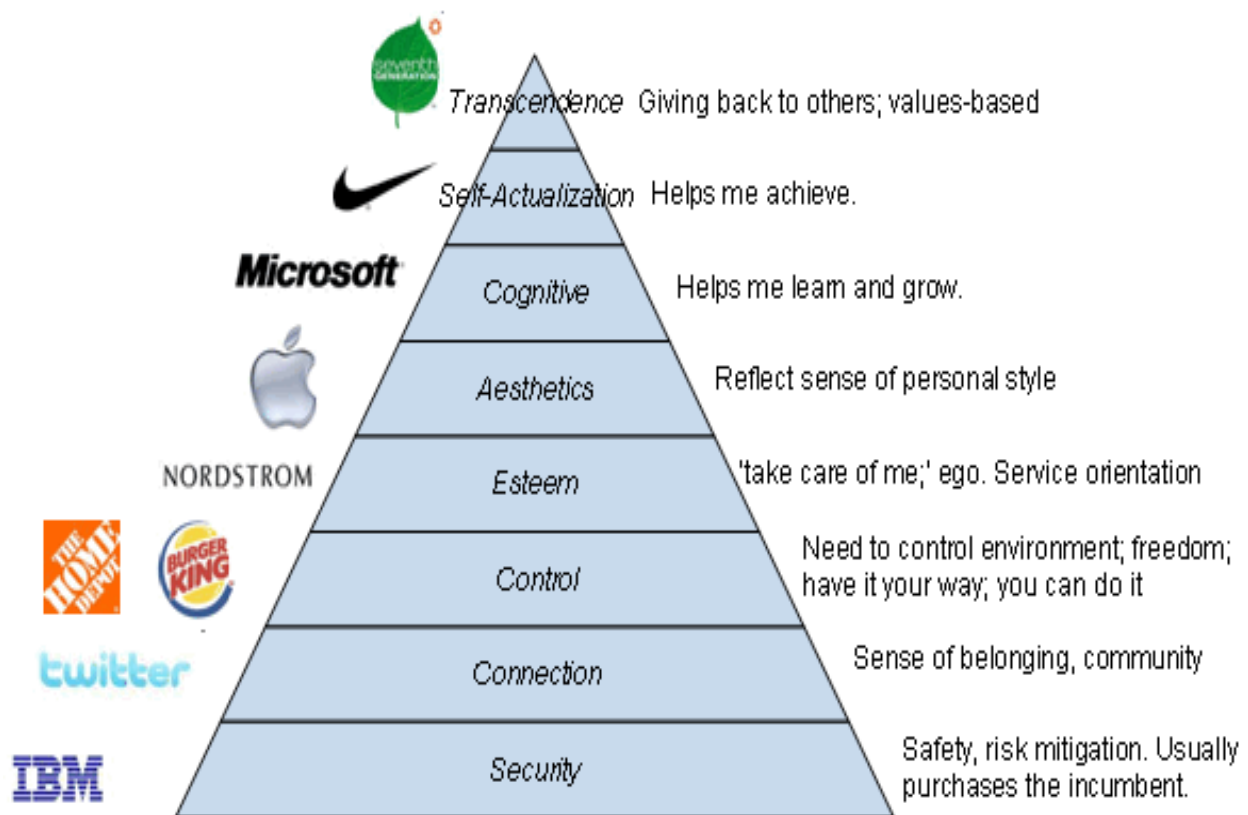 seventh
GENERATION
Transcendence Giving back to others; values-based
Self-Actualization Helps me achieve.
Microsoft
Cognitive Helps me learn and grow.
Aesthetics Reflect sense of personal style
NORDSTROM
Esteem 'take care of me;' ego. Service orientation
THE
HOME
DEPOT
BURGER
KING
Control
Need to control environment; freedom;
have it your way; you can do it
twitter
Connection Sense of belonging, community
IBM
Security
Safety, risk mitigation. Usually
purchases the incumbent.